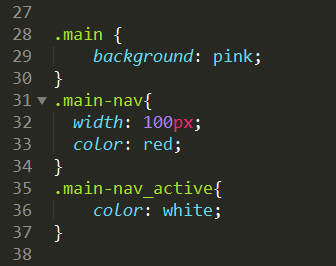 27
28 .main {
29     background: pink;
30 }
31 .main-nav{
32   width: 100px;
33   color: red;
34 }
35 .main-nav_active{
36     color: white;
37 }
38